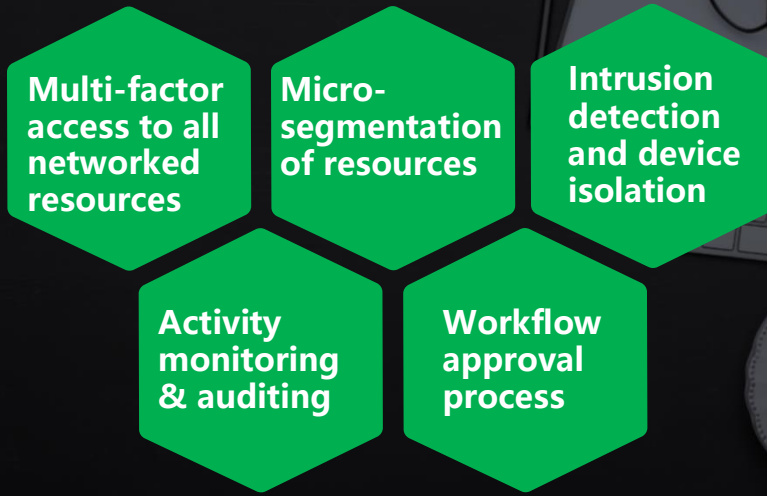 Multi-factor
access to all
networked
resources
Micro-
segmentation
of resources
Intrusion
detection
and device
isolation
Activity
monitoring
& auditing
Workflow
approval
process